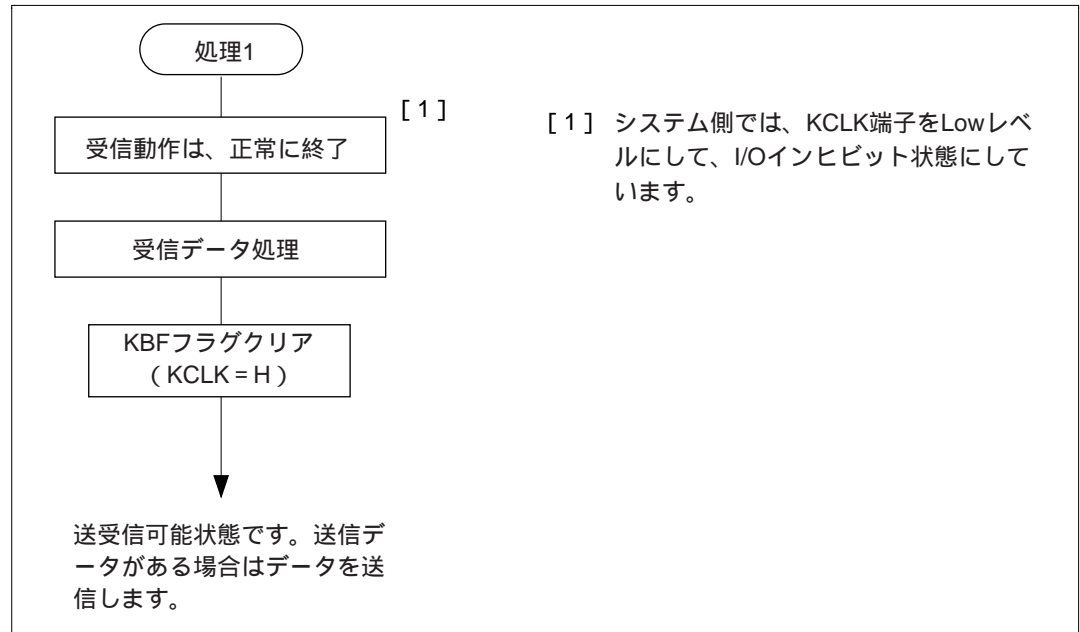 処理1
[ 1 ]
受信動作は、正常に終了
[ 1 ] システム側では、KCLK端子をLowレベ
ルにして、I/Oインヒビット状態にして
います。
受信データ処理
KBFフラグクリア
( KCLK = H )
送受信可能状態です。送信デ
ータがある場合はデータを送
信します。